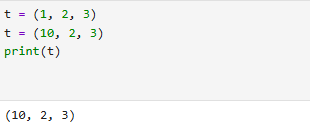 t = (1, 2, 3)
t = (10, 2, 3)
print(t)
(10, 2, 3)